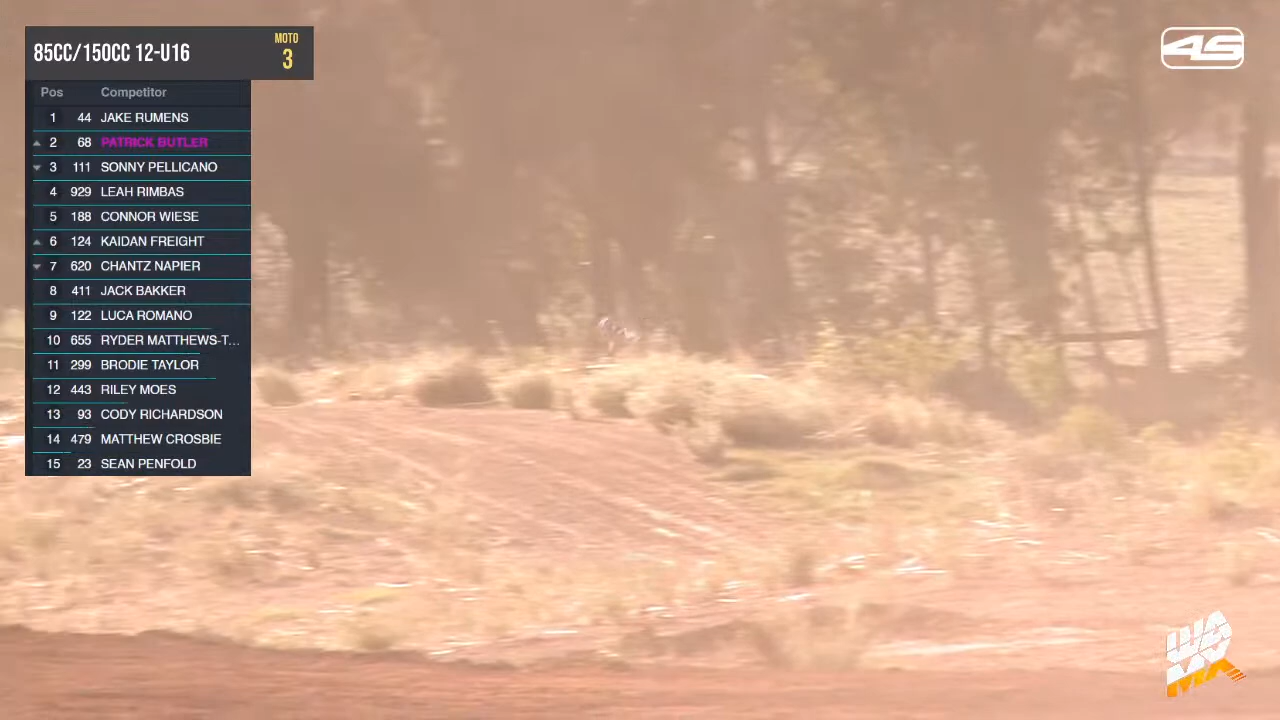 85CC/150CC 12-U16
MOTO
3
Pos Competitor
1 44 JAKE RUMENS
2 68 PATRICK BUTLER
3 111 SONNY PELLICANO
4 929 LEAH RIMBAS
5 188 CONNOR WIESE
6 124 KAIDAN FREIGHT
7 620 CHANTZ NAPIER
8 411 JACK BAKKER
9 122 LUCA ROMANO
10 655 RYDER MATTHEWS-T...
11 299 BRODIE TAYLOR
12 443 RILEY MOES
13 93 CODY RICHARDSON
14 479 MATTHEW CROSBIE
15 23 SEAN PENFOLD
4S
WA
MX